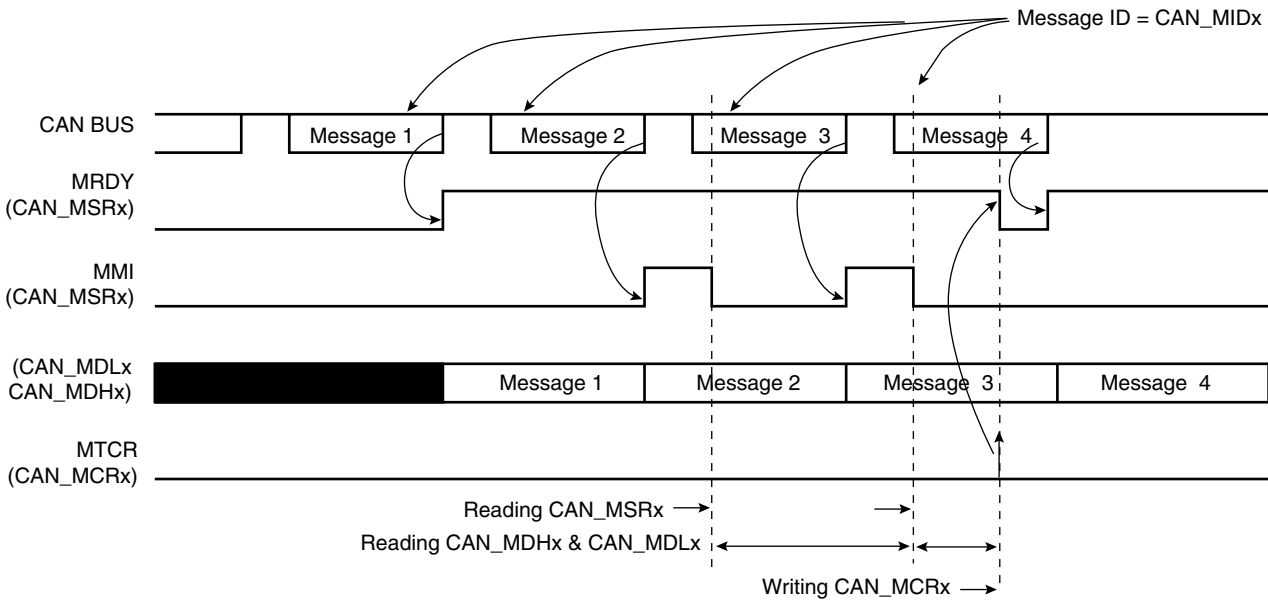 Message ID = CAN_MIDx
CAN BUS
Message 1
Message 2
Message 3
Message 4
MRDY
(CAN_MSRx)
MMI
(CAN_MSRx)
(CAN_MDLx
CAN_MDHx)
Message 1
Message 2
Message 3
Message 4
MTCR
(CAN_MCRx)
Reading CAN_MSRx
Reading CAN_MDHx & CAN_MDLx
Writing CAN_MCRx